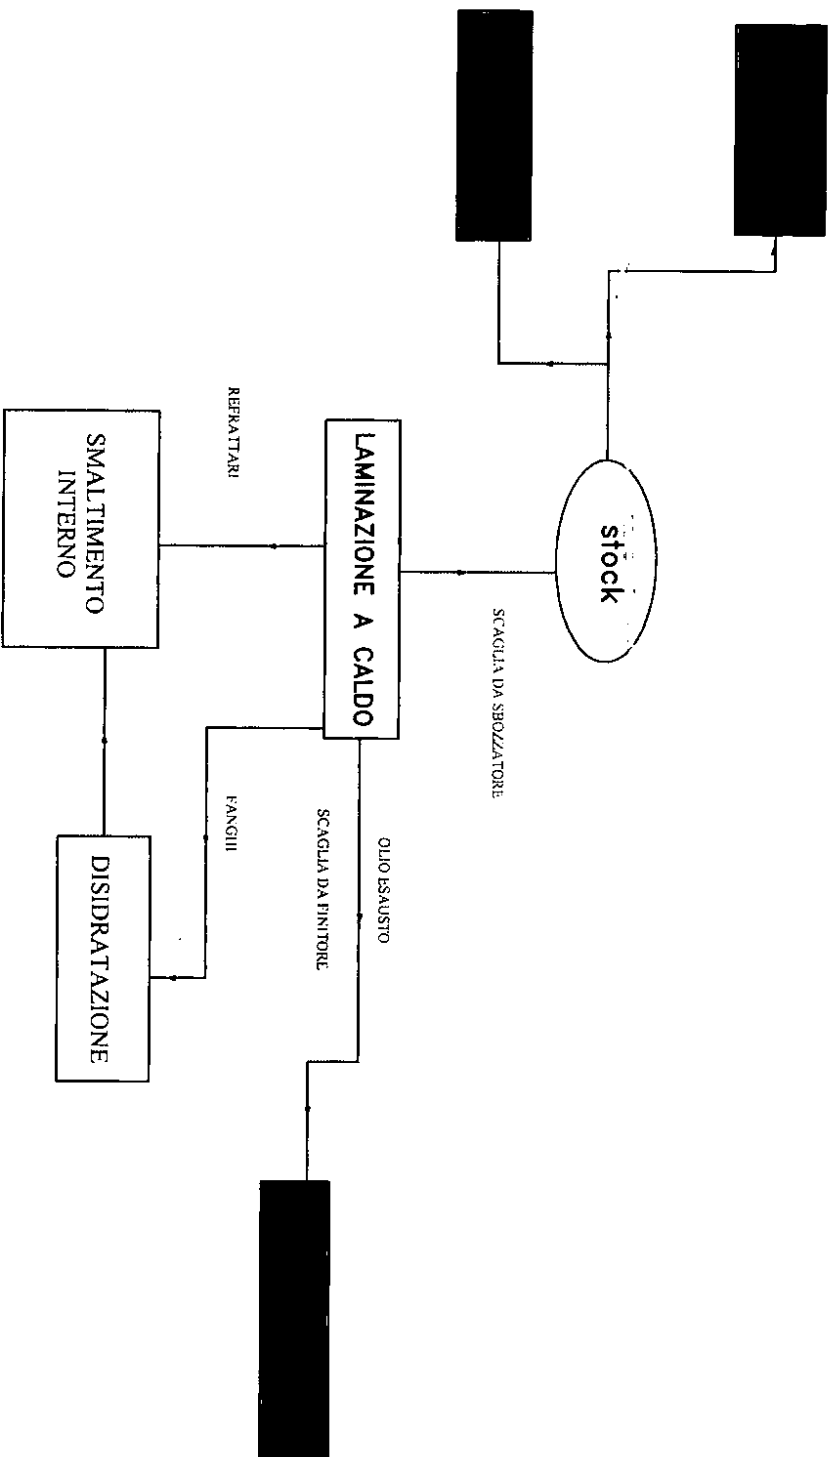 stock
SCAGLIA DA SBOZZATORE
LAMINAZIONE A CALDO
OLIO ESAUSTO
SCAGLIA DA FINITORE
REFRATTARI
FANGHI
SMALTIMENTO
INTERNO
DISIDRATAZIONE